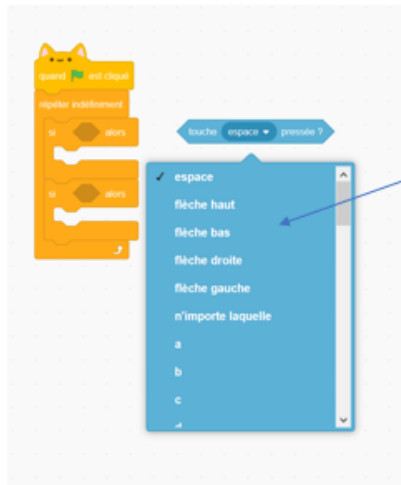 quand est cliqué
répéter indéfiniment
si alors
si alors
touche espace pressée ?
espace
flèche haut
flèche bas
flèche droite
flèche gauche
n'importe laquelle
a
b
c
d